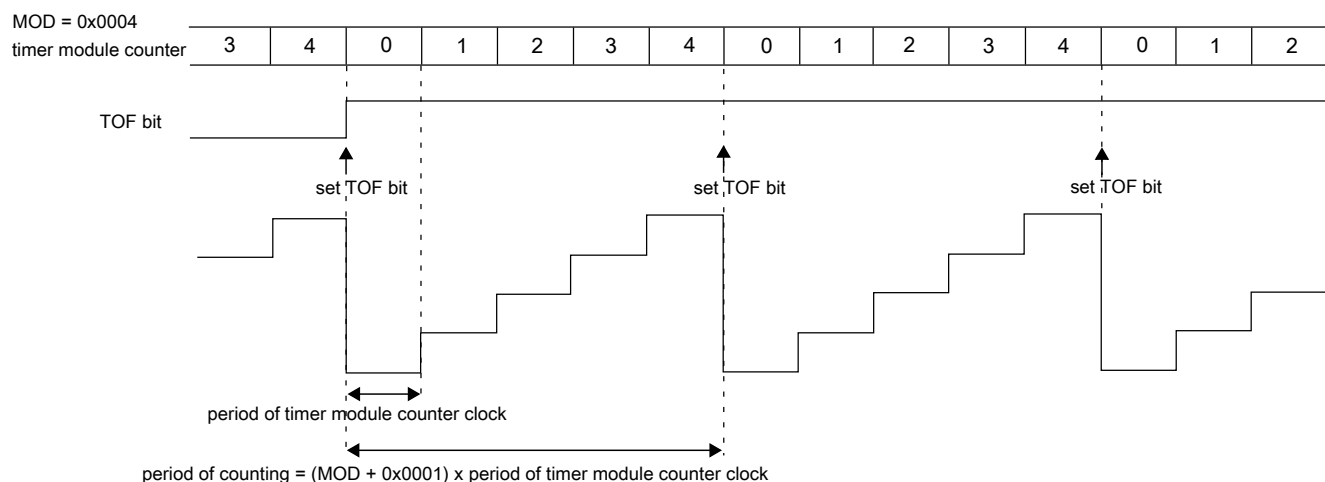 MOD = 0x0004
timer module counter 3 4 0 1 2 3 4 0 1 2 3 4 0 1 2
TOF bit
set TOF bit set TOF bit set TOF bit
period of timer module counter clock
period of counting = (MOD + 0x0001) x period of timer module counter clock